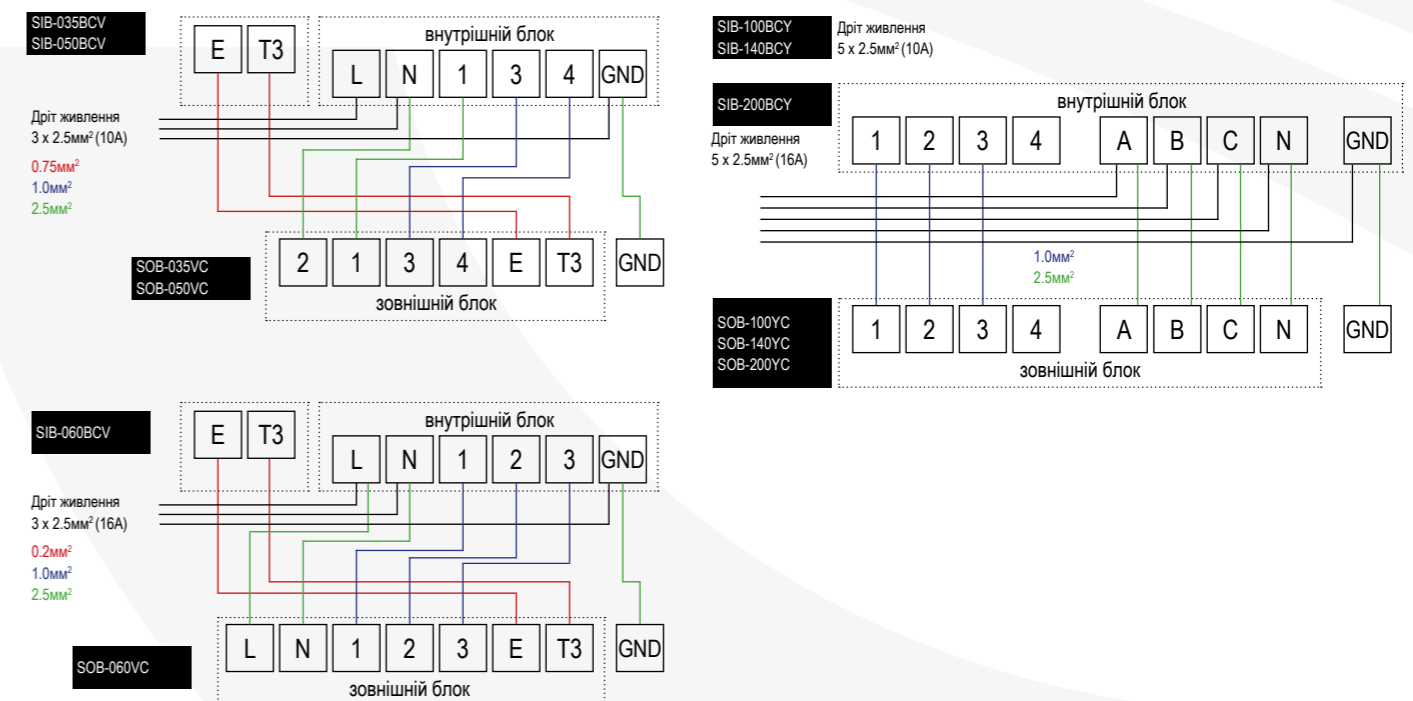 SIB-035BCV
SIB-050BCV
E T3
внутрішній блок
L N 1 3 4 GND
Дріт живлення
3 x 2.5мм² (10A)
0.75мм²
1.0мм²
2.5мм²
SOB-035VC
SOB-050VC
2 1 3 4 E T3 GND
зовнішній блок
SIB-060BCV
E T3
внутрішній блок
L N 1 2 3 GND
Дріт живлення
3 x 2.5мм² (16A)
0.2мм²
1.0мм²
2.5мм²
SOB-060VC
L N 1 2 3 E T3 GND
зовнішній блок
SIB-100BCY
SIB-140BCY
Дріт живлення
5 x 2.5мм² (10A)
SIB-200BCY
внутрішній блок
Дріт живлення
5 x 2.5мм² (16A)
1 2 3 4 A B C N GND
1.0мм²
2.5мм²
SOB-100YC
SOB-140YC
SOB-200YC
1 2 3 4 A B C N GND
зовнішній блок